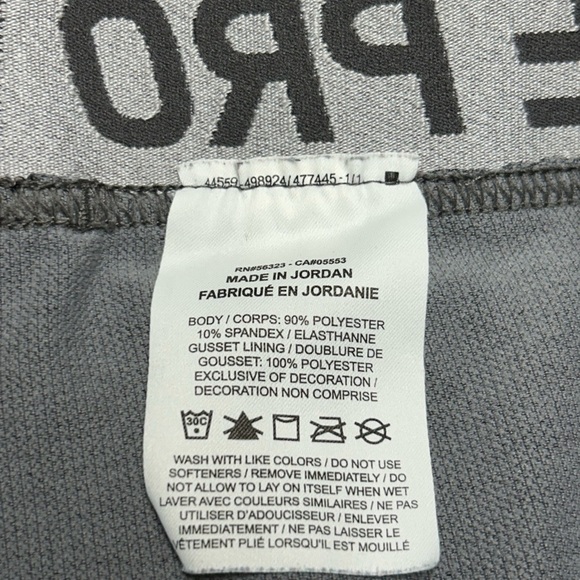 E PRO
44559-498924/477445-1/1
RN#56323 - CA#05553
MADE IN JORDAN
FABRIQUÉ EN JORDANIE
BODY / CORPS: 90% POLYESTER
10% SPANDEX / ELASTHANNE
GUSSET LINING / DOUBLURE DE
GOUSSET: 100% POLYESTER
EXCLUSIVE OF DECORATION /
DECORATION NON COMPRISE
30C
WASH WITH LIKE COLORS / DO NOT USE
SOFTENERS / REMOVE IMMEDIATELY / DO
NOT ALLOW TO LAY ON ITSELF WHEN WET
LAVER AVEC COULEURS SIMILAIRES / NE PAS
UTILISER D'ADOUCISSEUR / ENLEVER
IMMEDIATEMENT / NE PAS LAISSER LE
VÊTEMENT PLIÉ LORSQU'IL EST MOUILLÉ